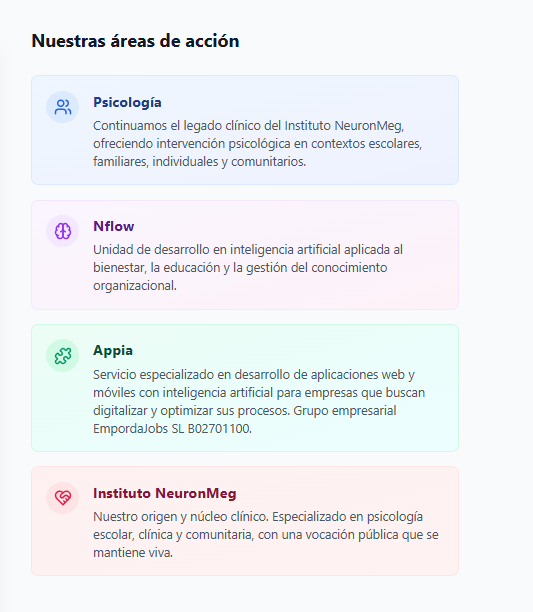 Nuestras áreas de acción
Psicología
Continuamos el legado clínico del Instituto NeuronMeg,
ofreciendo intervención psicológica en contextos escolares,
familiares, individuales y comunitarios.
Nflow
Unidad de desarrollo en inteligencia artificial aplicada al
bienestar, la educación y la gestión del conocimiento
organizacional.
Appia
Servicio especializado en desarrollo de aplicaciones web y
móviles con inteligencia artificial para empresas que buscan
digitalizar y optimizar sus procesos. Grupo empresarial
EmpordaJobs SL B02701100.
Instituto NeuronMeg
Nuestro origen y núcleo clínico. Especializado en psicología
escolar, clínica y comunitaria, con una vocación pública que se
mantiene viva.